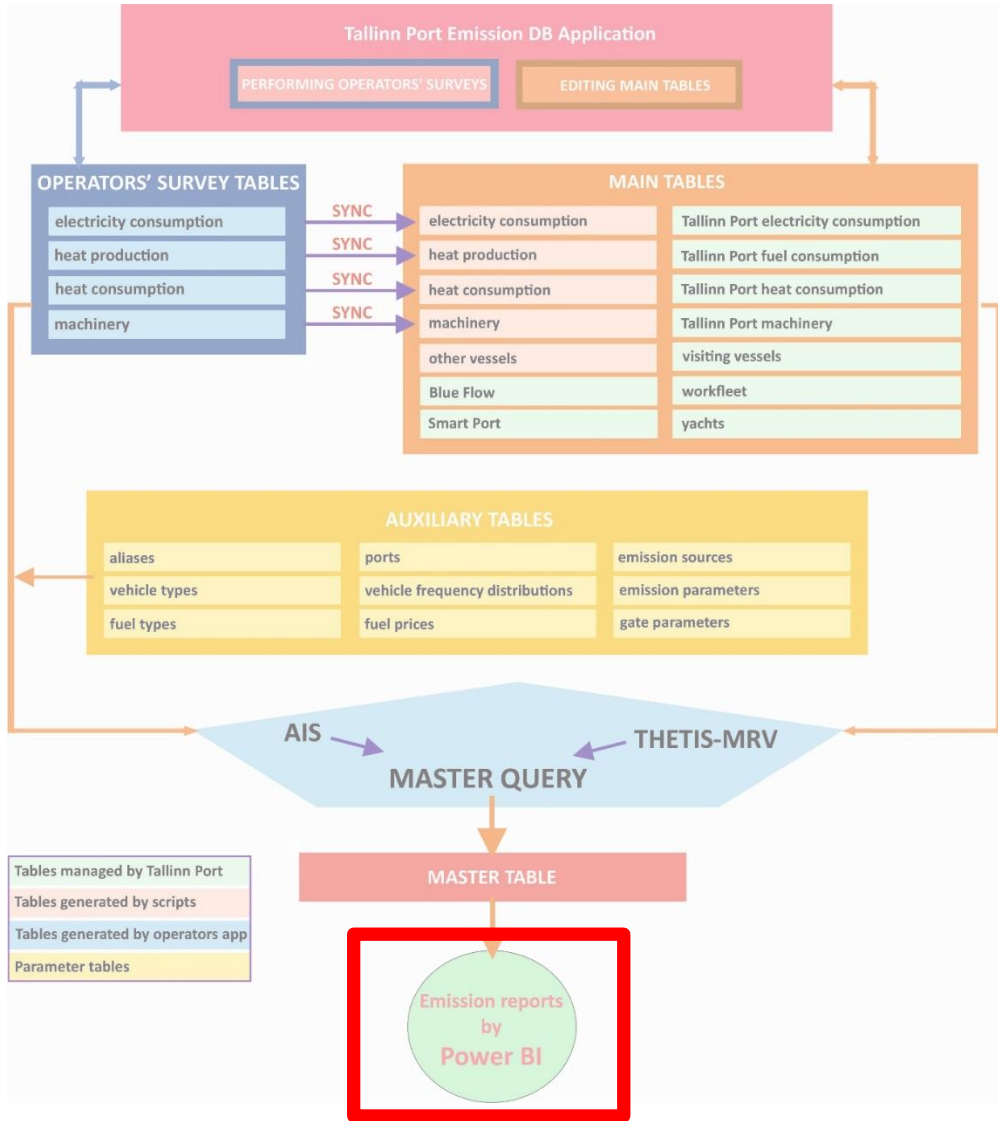 Tallinn Port Emission DB Application
PERFORMING OPERATORS' SURVEYS
EDITING MAIN TABLES
OPERATORS' SURVEY TABLES
electricity consumption
heat production
heat consumption
machinery
SYNC
SYNC
SYNC
SYNC
MAIN TABLES
electricity consumption
heat production
heat consumption
machinery
other vessels
Blue Flow
Smart Port
Tallinn Port electricity consumption
Tallinn Port fuel consumption
Tallinn Port heat consumption
Tallinn Port machinery
visiting vessels
workfleet
yachts
AUXILIARY TABLES
aliases
vehicle types
fuel types
ports
vehicle frequency distributions
fuel prices
emission sources
emission parameters
gate parameters
AIS
THETIS-MRV
MASTER QUERY
MASTER TABLE
Tables managed by Tallinn Port
Tables generated by scripts
Tables generated by operators app
Parameter tables
Emission reports
by
Power BI